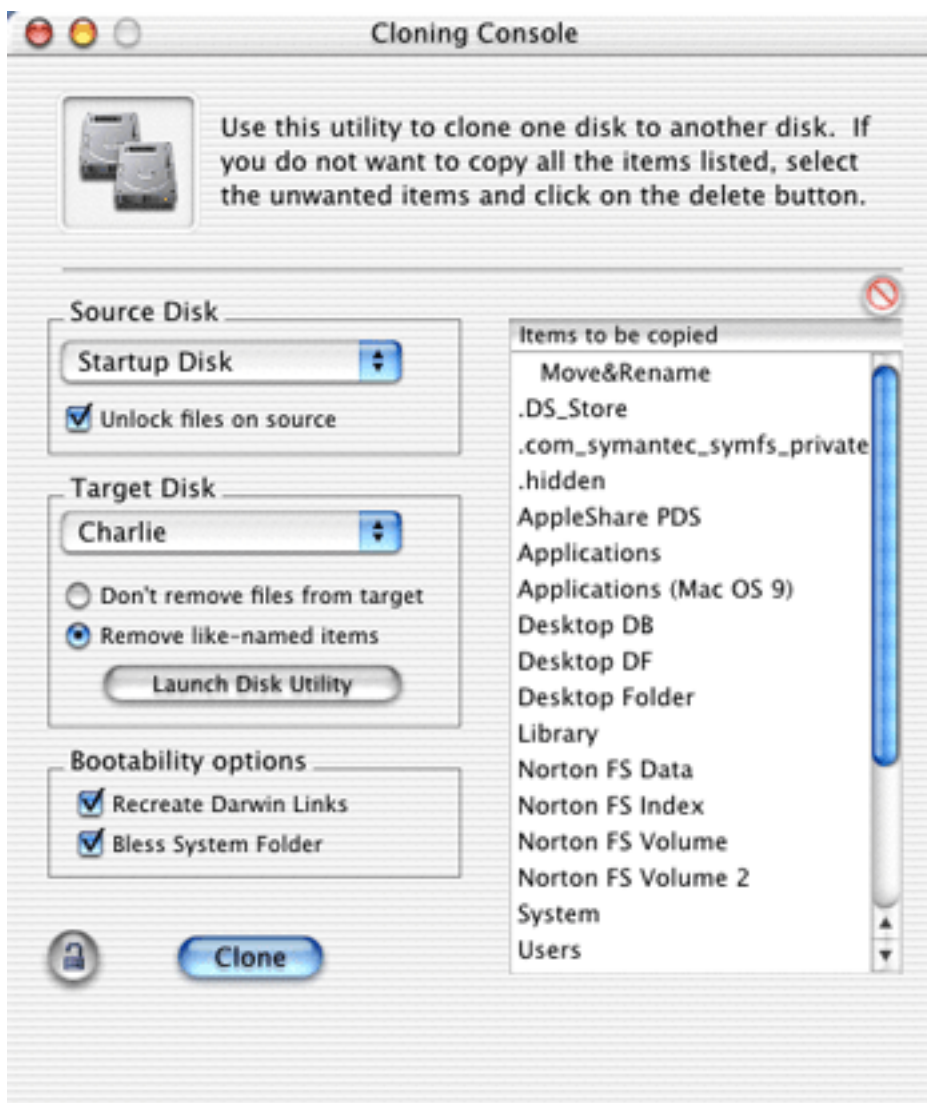 Cloning Console
Use this utility to clone one disk to another disk. If
you do not want to copy all the items listed, select
the unwanted items and click on the delete button.
Source Disk
Startup Disk
Unlock files on source
Target Disk
Charlie
Don't remove files from target
Remove like-named items
Launch Disk Utility
Bootability options
Recreate Darwin Links
Bless System Folder
Clone
Items to be copied
Move&Rename
.DS_Store
.com_symantec_symfs_private
.hidden
AppleShare PDS
Applications
Applications (Mac OS 9)
Desktop DB
Desktop DF
Desktop Folder
Library
Norton FS Data
Norton FS Index
Norton FS Volume
Norton FS Volume 2
System
Users